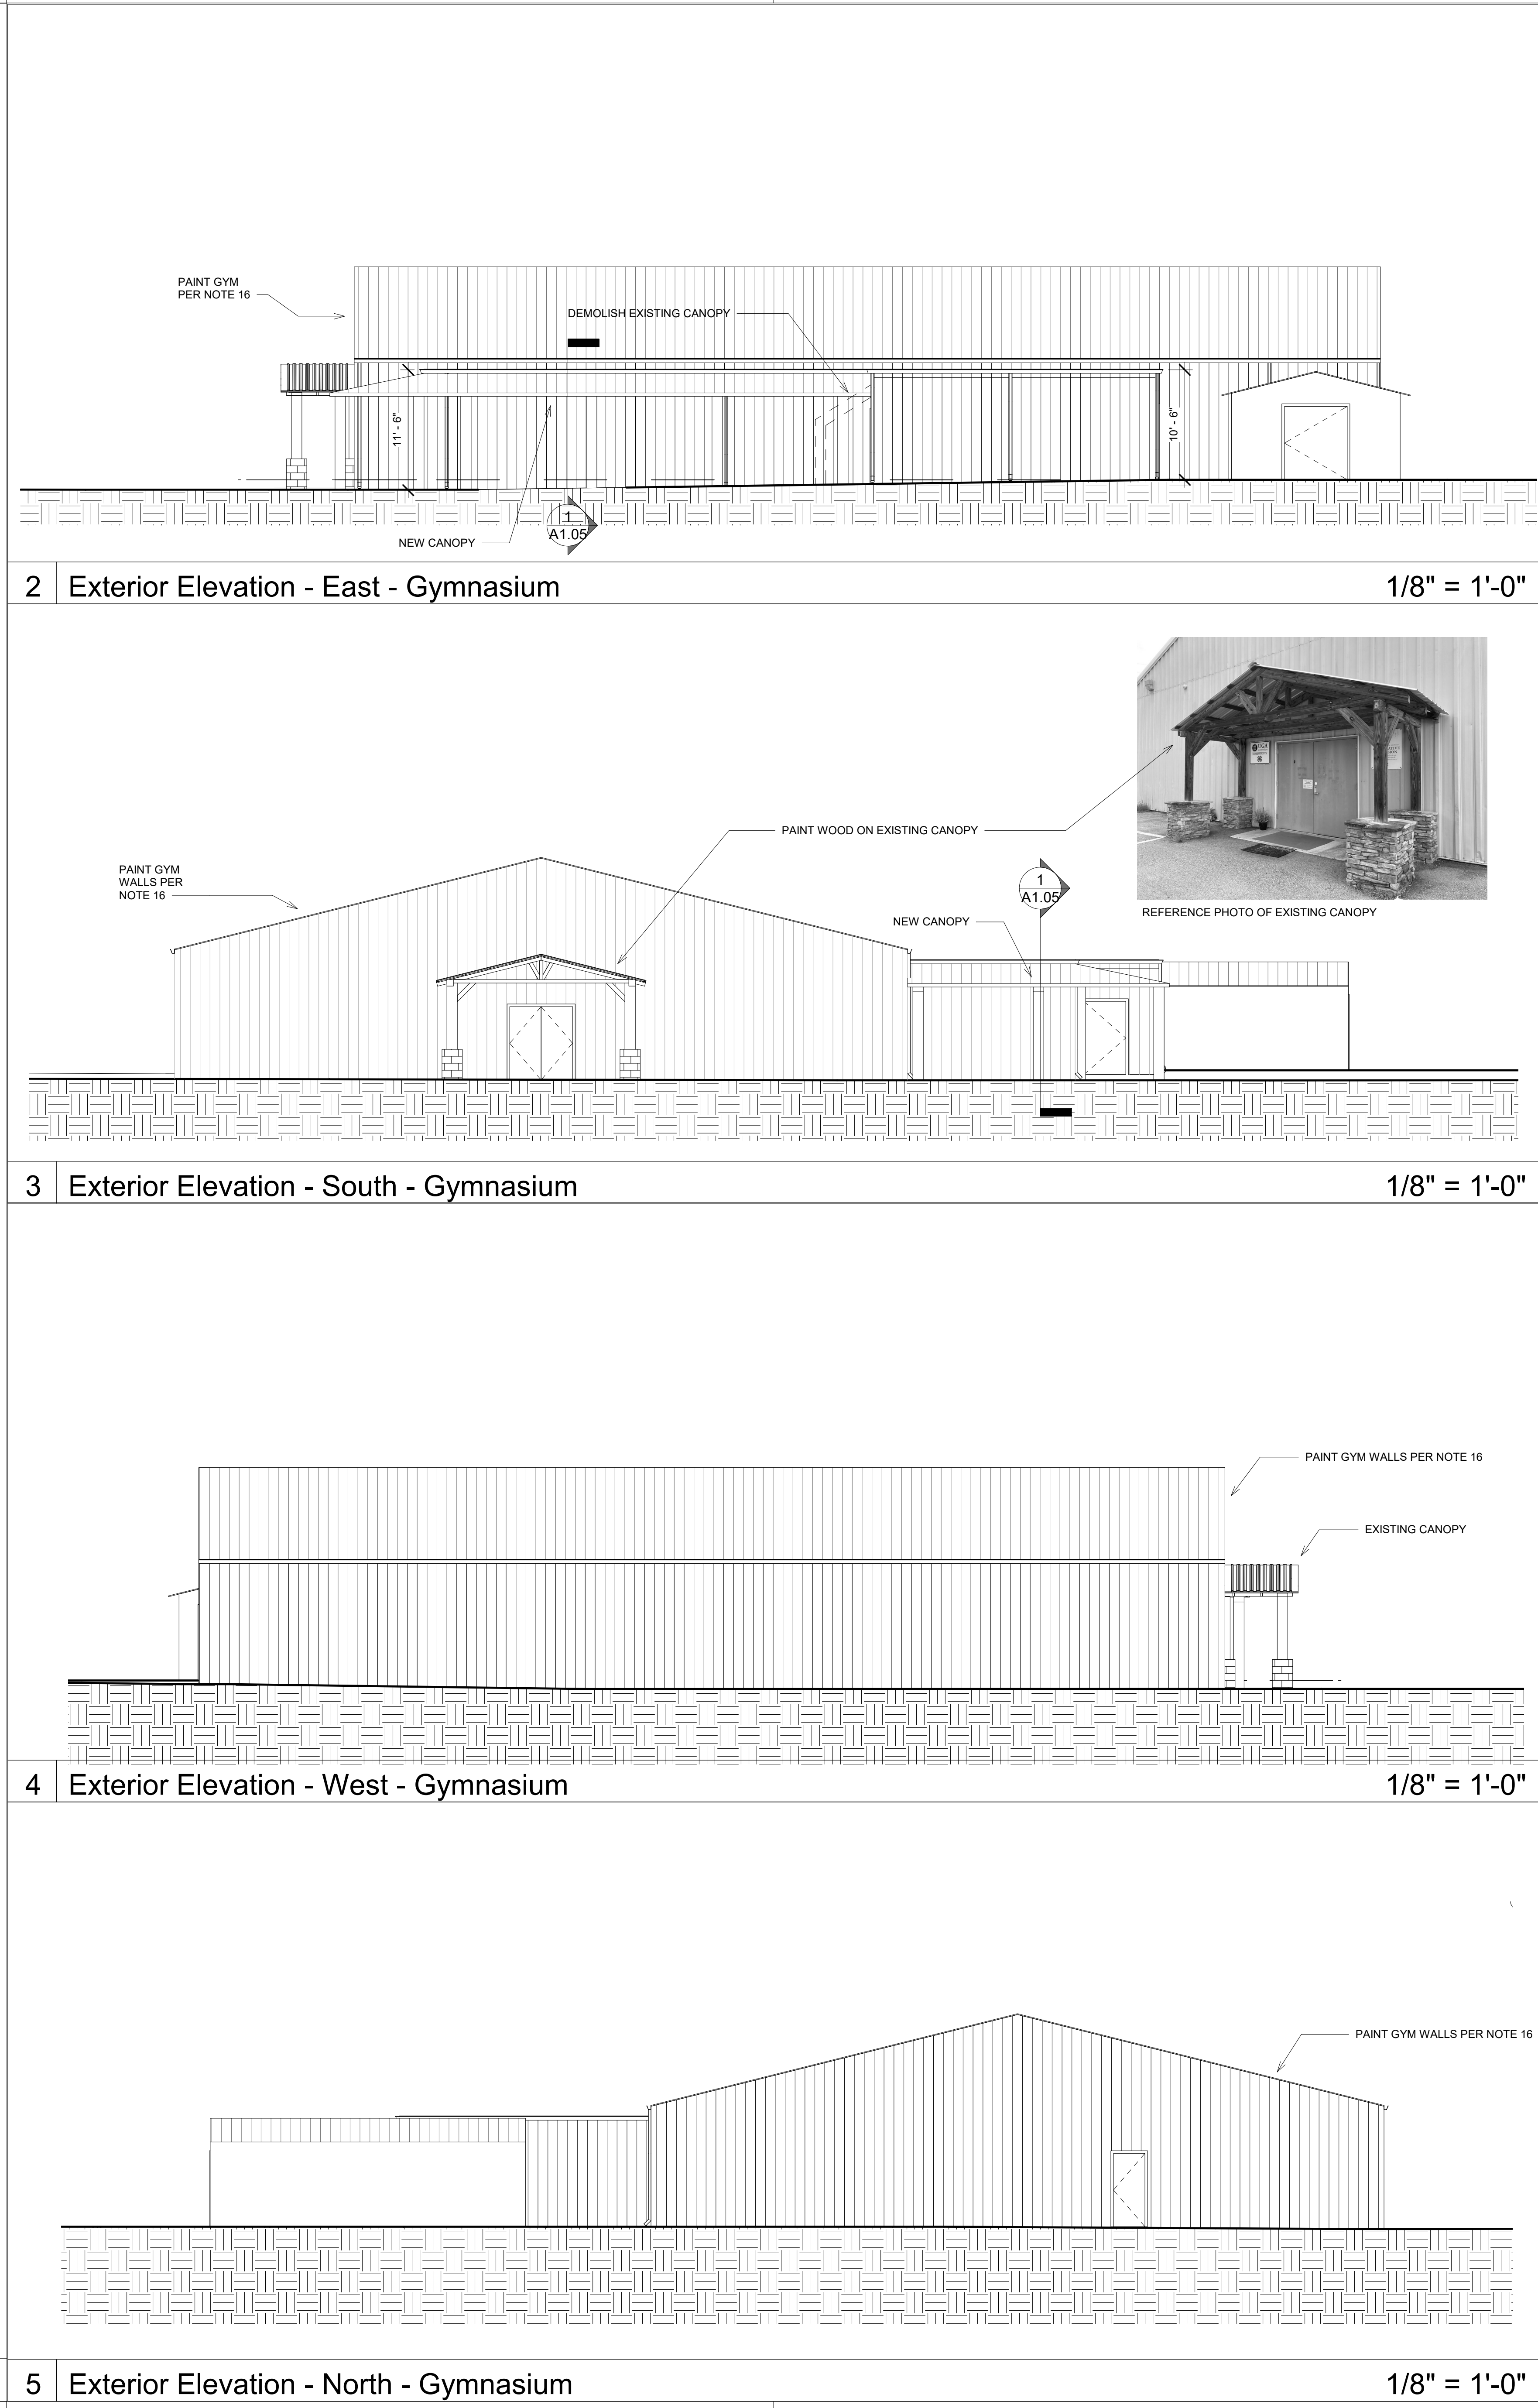 PAINT GYM
PER NOTE 16
DEMOLISH EXISTING CANOPY
11' - 6"
10' - 6"
1
A1.05
NEW CANOPY
2 Exterior Elevation - East - Gymnasium 1/8" = 1'-0"
UGA
PAINT WOOD ON EXISTING CANOPY
PAINT GYM
WALLS PER
NOTE 16
1
A1.05
NEW CANOPY
REFERENCE PHOTO OF EXISTING CANOPY
3 Exterior Elevation - South - Gymnasium 1/8" = 1'-0"
PAINT GYM WALLS PER NOTE 16
EXISTING CANOPY
4 Exterior Elevation - West - Gymnasium 1/8" = 1'-0"
PAINT GYM WALLS PER NOTE 16
5 Exterior Elevation - North - Gymnasium 1/8" = 1'-0"